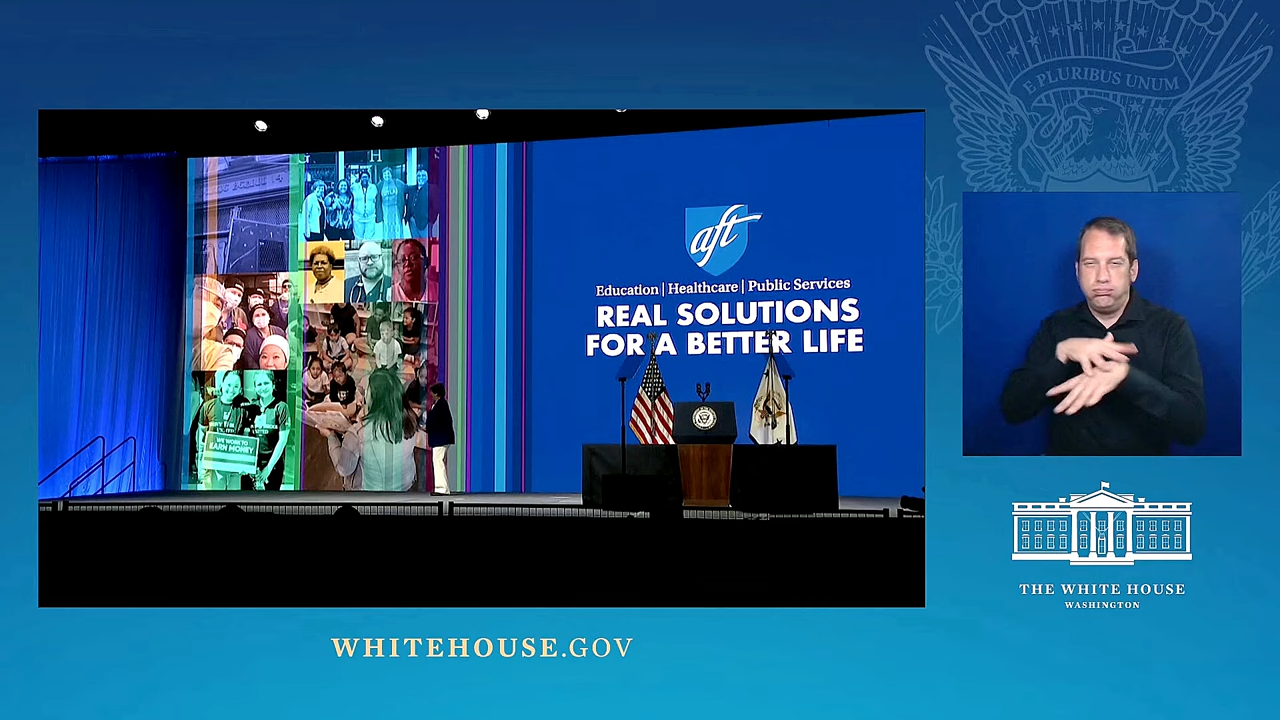 E PLURIBUS UNUM
aft
Education | Healthcare | Public Services
REAL SOLUTIONS
FOR A BETTER LIFE
WE WORK TO
EARN MONEY
THE WHITE HOUSE
WASHINGTON
WHITEHOUSE.GOV